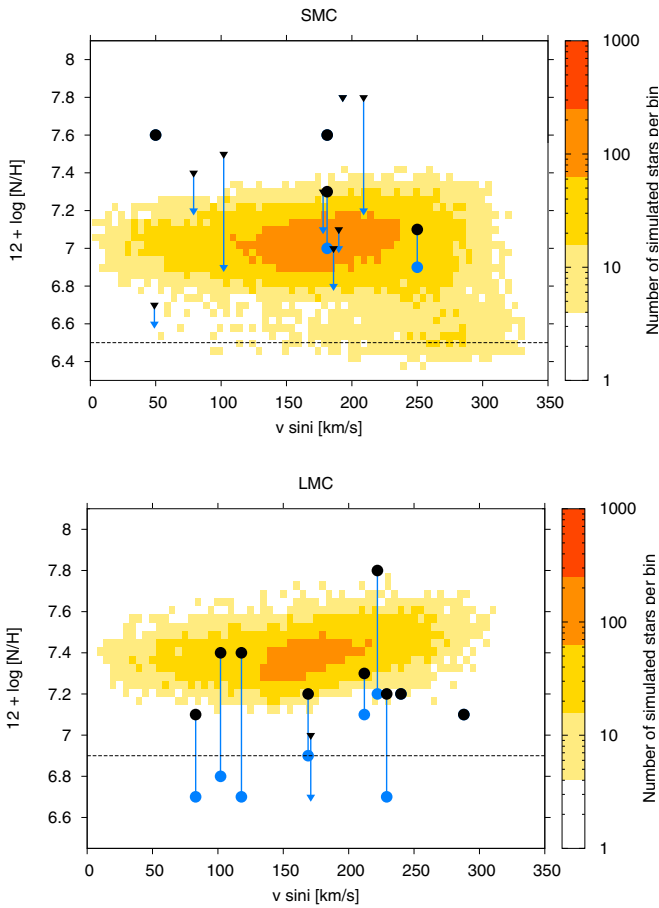 SMC
8
7.8
7.6
7.4
7.2
7
6.8
6.6
6.4
12 + log [N/H]
0 50 100 150 200 250 300 350
v sini [km/s]
1000
100
10
1
Number of simulated stars per bin
LMC
8
7.8
7.6
7.4
7.2
7
6.8
6.6
12 + log [N/H]
0 50 100 150 200 250 300 350
v sini [km/s]
1000
100
10
1
Number of simulated stars per bin